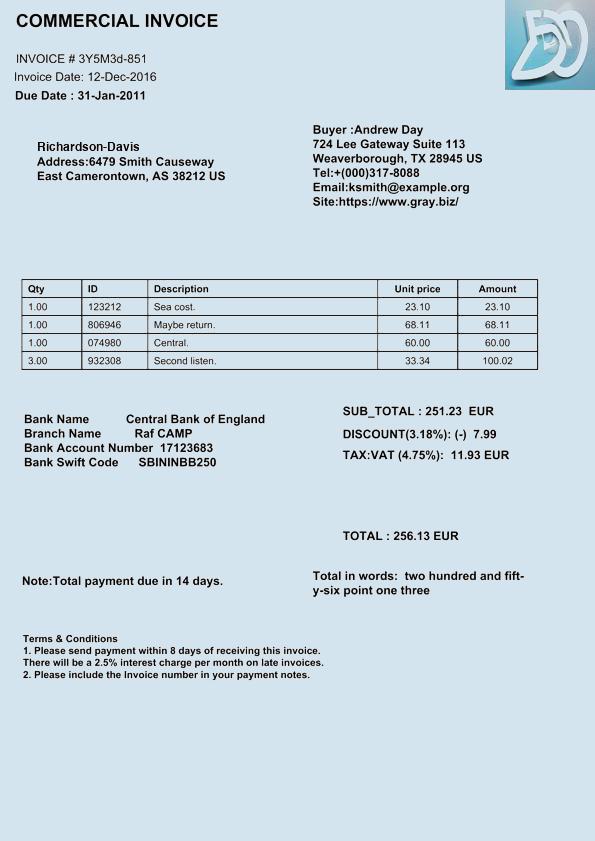 COMMERCIAL INVOICE
INVOICE # 3Y5M3d-851
Invoice Date: 12-Dec-2016
Due Date : 31-Jan-2011
Richardson-Davis
Address:6479 Smith Causeway
East Camerontown, AS 38212 US
Buyer :Andrew Day
724 Lee Gateway Suite 113
Weaverborough, TX 28945 US
Tel:+(000)317-8088
Email:ksmith@example.org
Site:https://www.gray.biz/
Qty ID Description Unit price Amount
1.00 123212 Sea cost. 23.10 23.10
1.00 806946 Maybe return. 68.11 68.11
1.00 074980 Central. 60.00 60.00
3.00 932308 Second listen. 33.34 100.02
Bank Name Central Bank of England
Branch Name Raf CAMP
Bank Account Number 17123683
Bank Swift Code SBININBB250
SUB_TOTAL : 251.23 EUR
DISCOUNT(3.18%): (-) 7.99
TAX:VAT (4.75%): 11.93 EUR
TOTAL : 256.13 EUR
Note:Total payment due in 14 days.
Total in words: two hundred and fift-
y-six point one three
Terms & Conditions
1. Please send payment within 8 days of receiving this invoice.
There will be a 2.5% interest charge per month on late invoices.
2. Please include the Invoice number in your payment notes.